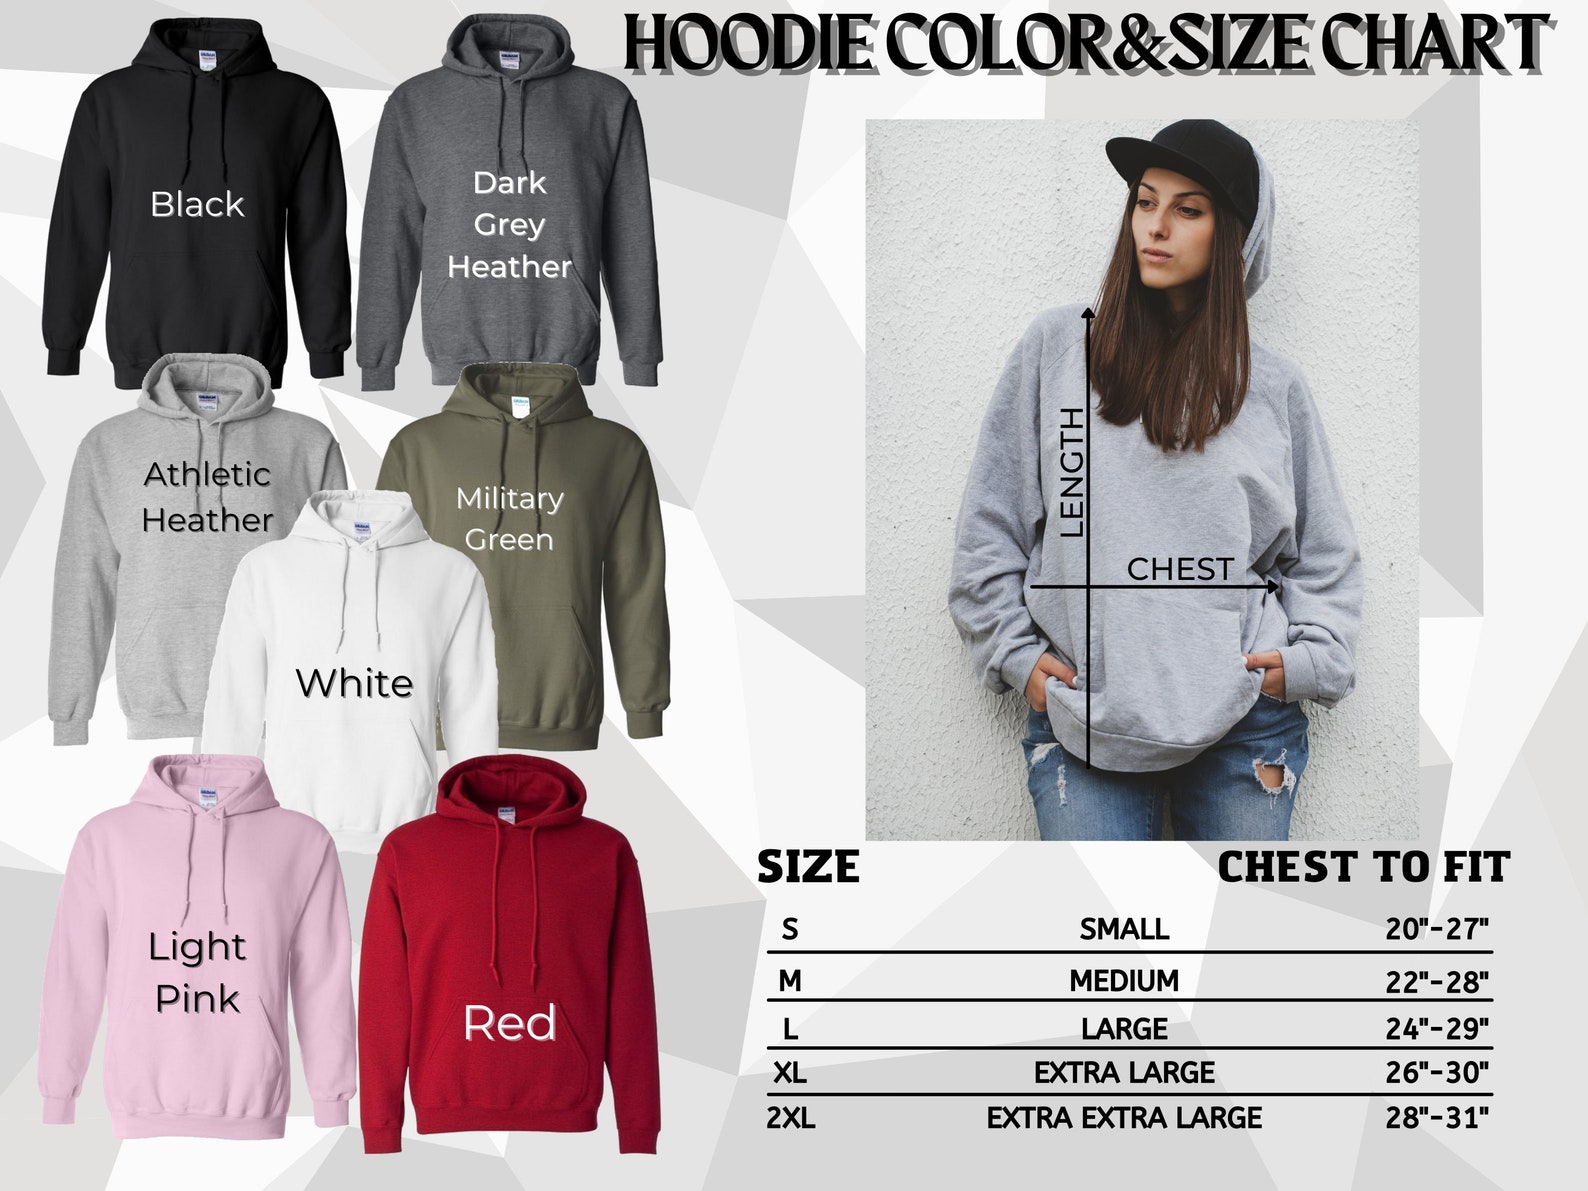 HOODIE COLOR&SIZE CHART
Black
Dark
Grey
Heather
Athletic
Heather
Military
Green
White
Light
Pink
Red
LENGTH
CHEST
SIZE CHEST TO FIT
S SMALL 20"-27"
M MEDIUM 22"-28"
L LARGE 24"-29"
XL EXTRA LARGE 26"-30"
2XL EXTRA EXTRA LARGE 28"-31"